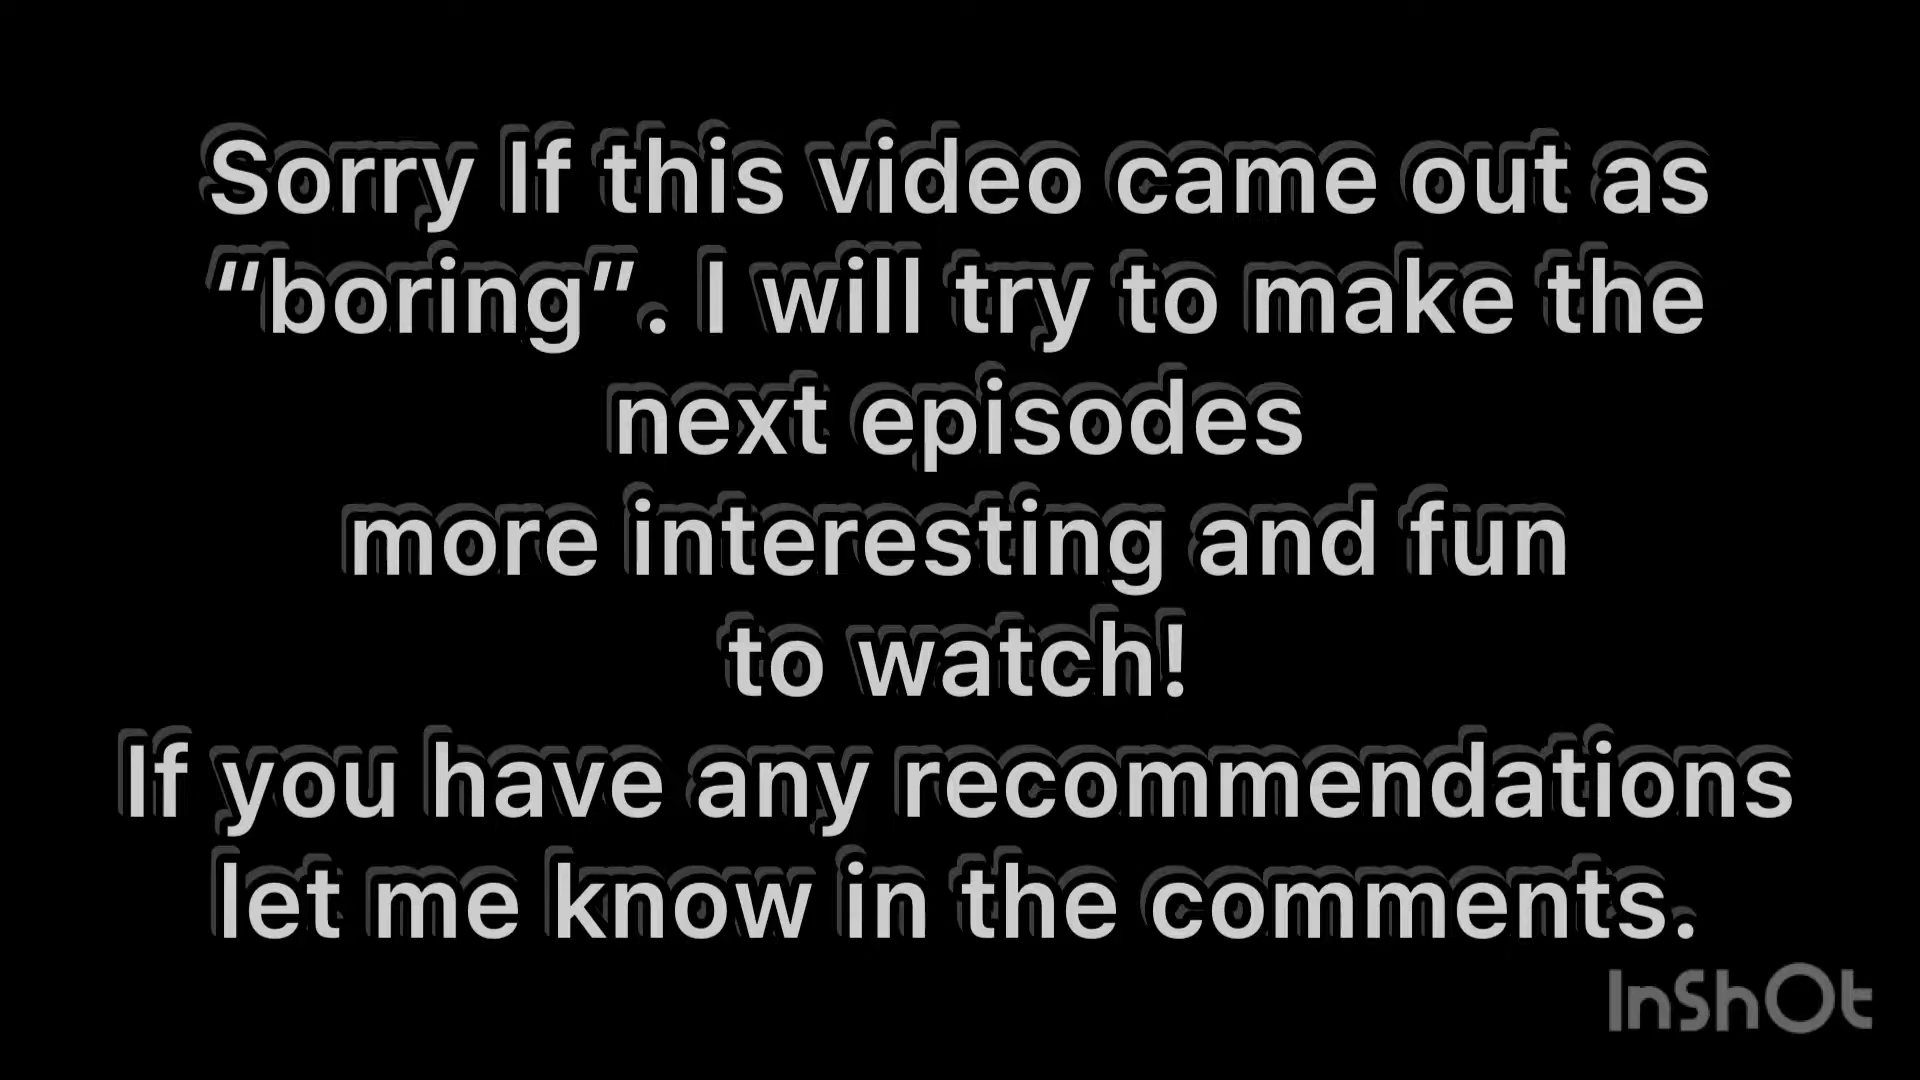 Sorry If this video came out as
“boring”. I will try to make the
next episodes
more interesting and fun
to watch!
If you have any recommendations
let me know in the comments.
InShOt